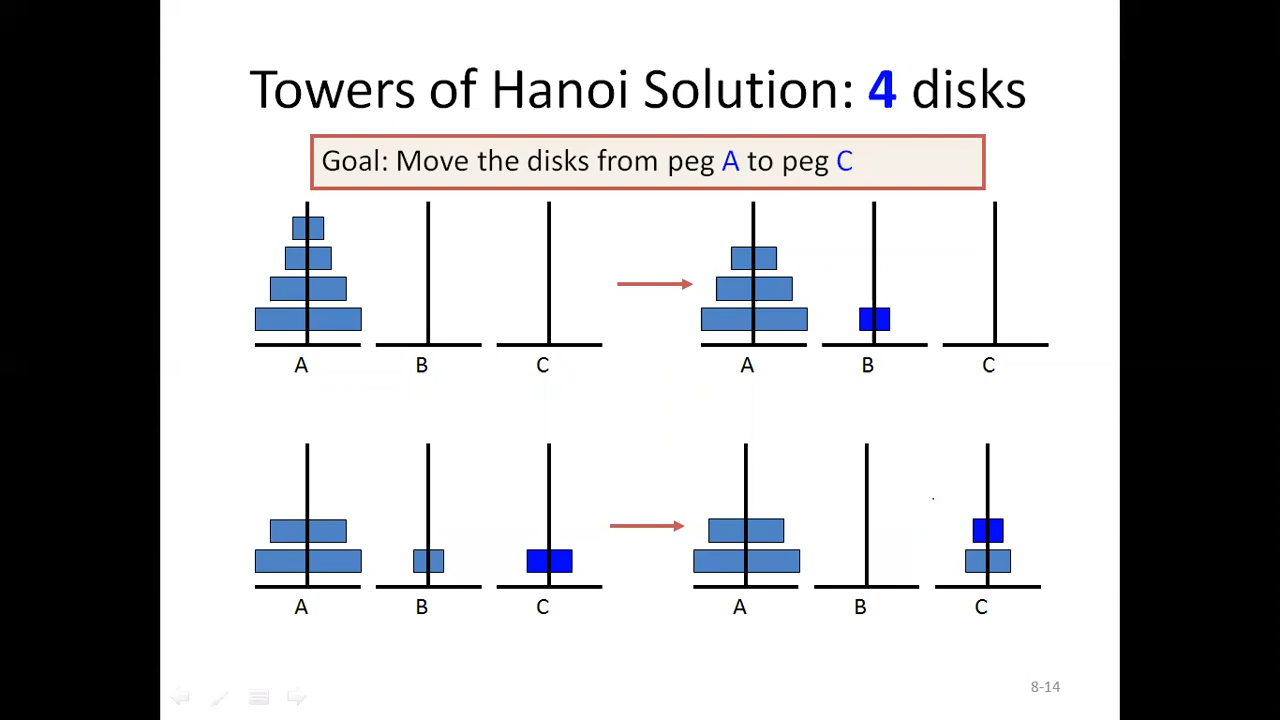 Towers of Hanoi Solution: 4 disks
Goal: Move the disks from peg A to peg C
A B C A B C
A B C A B C
8-14